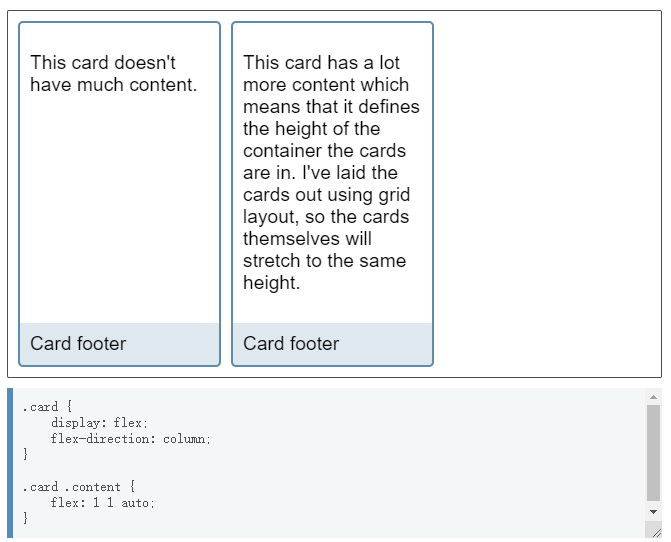 This card doesn't
have much content.
Card footer
This card has a lot
more content which
means that it defines
the height of the
container the cards
are in. I've laid the
cards out using grid
layout, so the cards
themselves will
stretch to the same
height.
Card footer
.card {
display: flex;
flex-direction: column;
}
.card .content {
flex: 1 1 auto;
}